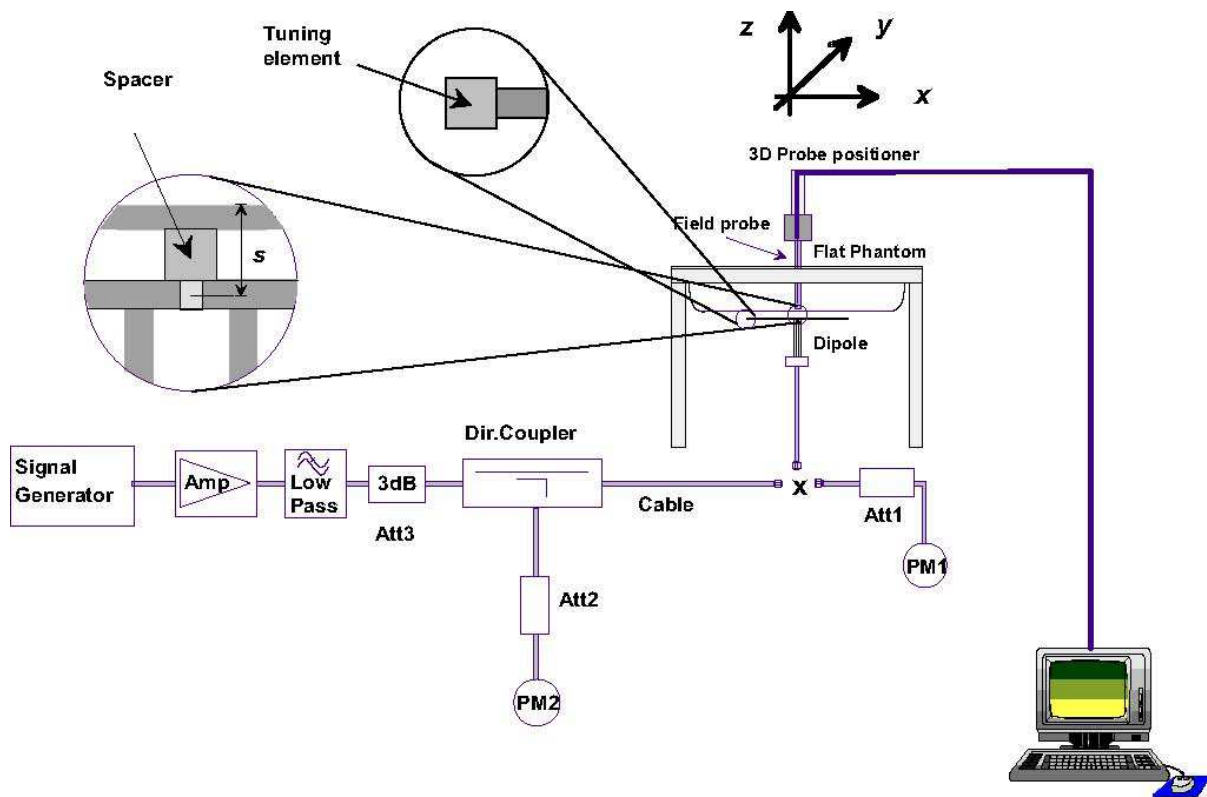 Tuning
element
Spacer
s
z
y
x
3D Probe positioner
Field probe
Flat Phantom
Dipole
Dir.Coupler
Signal
Generator
Amp
Low
Pass
3dB
Att3
Cable
x
Att1
PM1
Att2
PM2